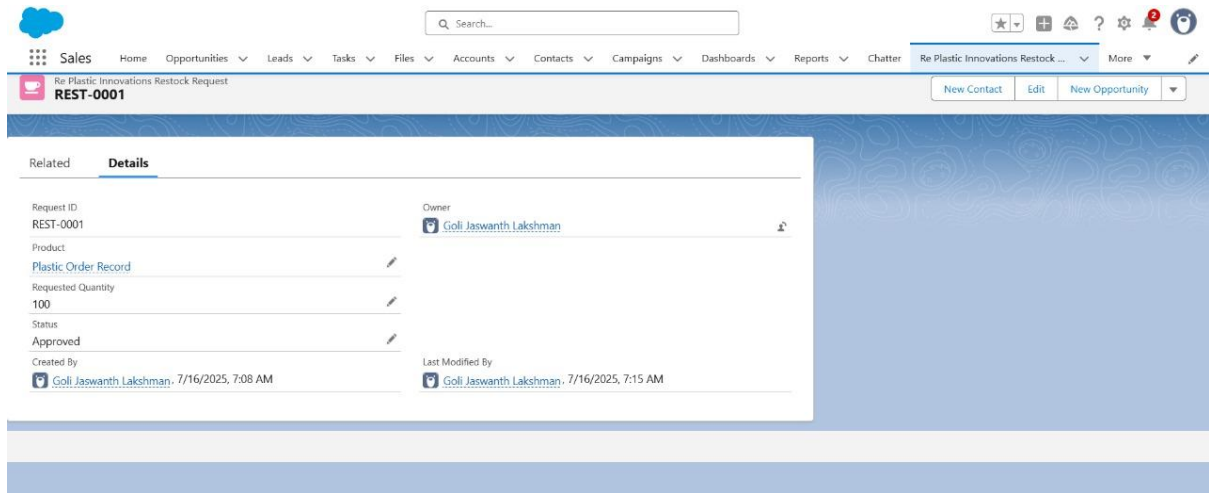 Search...
2
Sales Home Opportunities Leads Tasks Files Accounts Contacts Campaigns Dashboards Reports Chatter Re Plastic Innovations Restock ... More
Re Plastic Innovations Restock Request
REST-0001
New Contact Edit New Opportunity
Related Details
Request ID Owner
REST-0001 Goli Jaswanth Lakshman
Product
Plastic Order Record
Requested Quantity
100
Status
Approved
Created By Last Modified By
Goli Jaswanth Lakshman, 7/16/2025, 7:08 AM Goli Jaswanth Lakshman, 7/16/2025, 7:15 AM